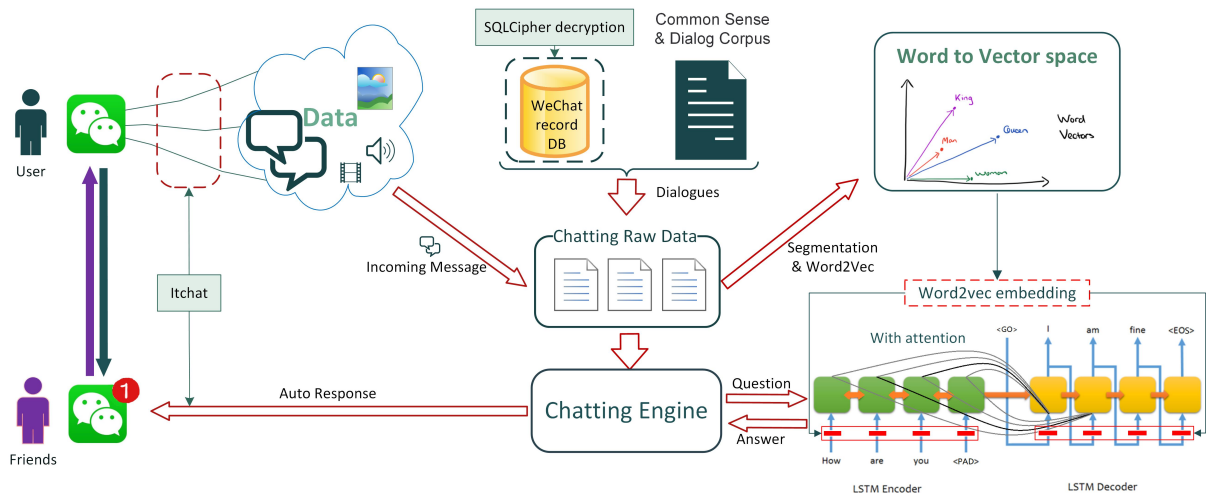 SQLCipher decryption
Common Sense
& Dialog Corpus
Word to Vector space
Data
WeChat
record
DB
King
Queen
Man
Woman
Word
Vectors
User
Dialogues
Incoming Message
Chatting Raw Data
Segmentation
& Word2Vec
Itchat
Word2vec embedding
With attention
<GO>
I
am
fine
<EOS>
1
Auto Response
Chatting Engine
Question
Answer
Friends
How
are
you
<PAD>
LSTM Encoder
LSTM Decoder